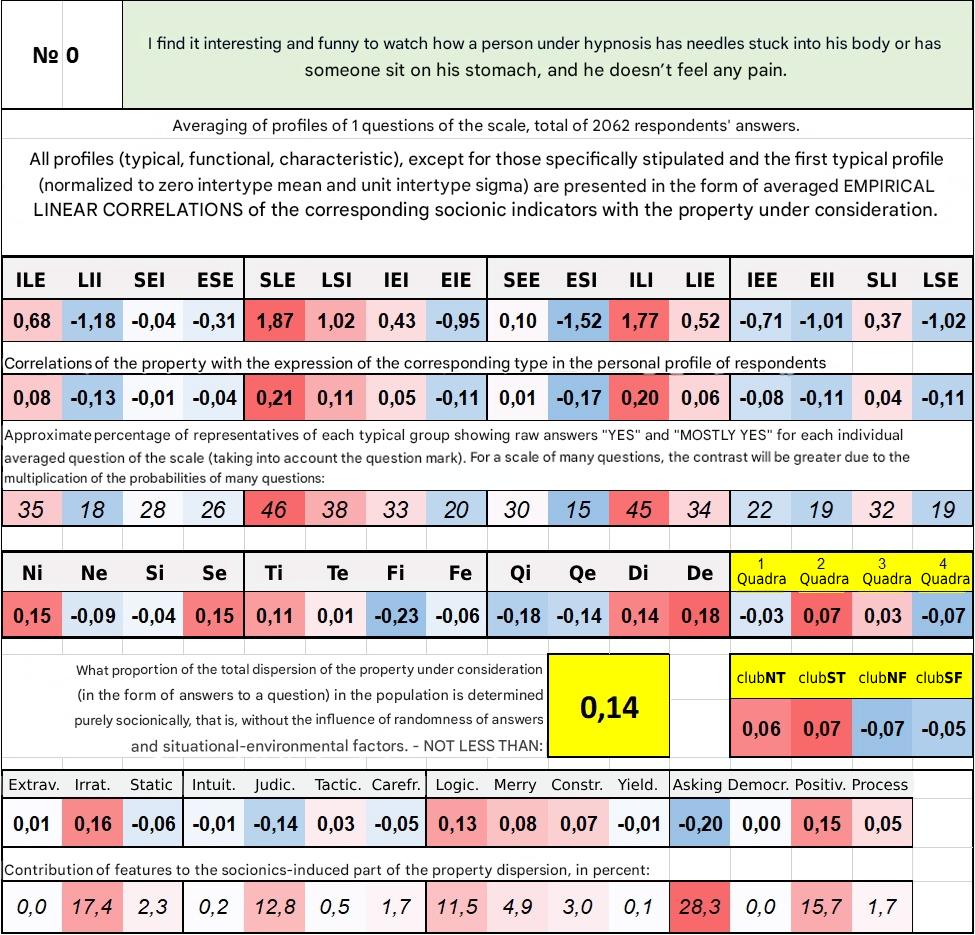 № 0
I find it interesting and funny to watch how a person under hypnosis has needles stuck into his body or has
someone sit on his stomach, and he doesn't feel any pain.
Averaging of profiles of 1 questions of the scale, total of 2062 respondents' answers.
All profiles (typical, functional, characteristic), except for those specifically stipulated and the first typical profile
(normalized to zero intertype mean and unit intertype sigma) are presented in the form of averaged EMPIRICAL
LINEAR CORRELATIONS of the corresponding socionic indicators with the property under consideration.
ILE LII SEI ESE SLE LSI IEI EIE SEE ESI ILI LIE IEE EII SLI LSE
0,68 -1,18 -0,04 -0,31 1,87 1,02 0,43 -0,95 0,10 -1,52 1,77 0,52 -0,71 -1,01 0,37 -1,02
Correlations of the property with the expression of the corresponding type in the personal profile of respondents
0,08 -0,13 -0,01 -0,04 0,21 0,11 0,05 -0,11 0,01 -0,17 0,20 0,06 -0,08 -0,11 0,04 -0,11
Approximate percentage of representatives of each typical group showing raw answers "YES" and "MOSTLY YES" for each individual
averaged question of the scale (taking into account the question mark). For a scale of many questions, the contrast will be greater due to the
multiplication of the probabilities of many questions:
35 18 28 26 46 38 33 20 30 15 45 34 22 19 32 19
Ni Ne Si Se Ti Te Fi Fe Qi Qe Di De 1 Quadra 2 Quadra 3 Quadra 4 Quadra
0,15 -0,09 -0,04 0,15 0,11 0,01 -0,23 -0,06 -0,18 -0,14 0,14 0,18 -0,03 0,07 0,03 -0,07
What proportion of the total dispersion of the property under consideration
(in the form of answers to a question) in the population is determined
purely socionically, that is, without the influence of randomness of answers
and situational-environmental factors. - NOT LESS THAN:
0,14
clubNT clubST clubNF clubSF
0,06 0,07 -0,07 -0,05
Extrav. Irrat. Static Intuit. Judic. Tactic. Carefr. Logic. Merry Constr. Yield. Asking Democr. Positiv. Process
0,01 0,16 -0,06 -0,01 -0,14 0,03 -0,05 0,13 0,08 0,07 -0,01 -0,20 0,00 0,15 0,05
Contribution of features to the socionics-induced part of the property dispersion, in percent:
0,0 17,4 2,3 0,2 12,8 0,5 1,7 11,5 4,9 3,0 0,1 28,3 0,0 15,7 1,7